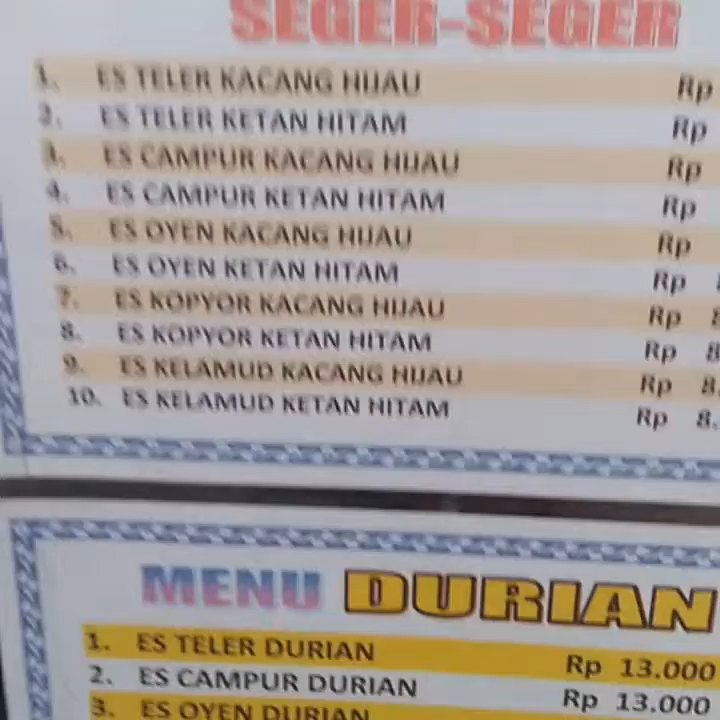 SEGER-SEGER
1. ES TELER KACANG HIJAU Rp
2. ES TELER KETAN HITAM Rp
3. ES CAMPUR KACANG HIJAU Rp
4. ES CAMPUR KETAN HITAM Rp
5. ES OYEN KACANG HIJAU Rp
6. ES OYEN KETAN HITAM Rp
7. ES KOPYOR KACANG HIJAU Rp 8
8. ES KOPYOR KETAN HITAM Rp 8
9. ES KELAMUD KACANG HIJAU Rp 8.
10. ES KELAMUD KETAN HITAM Rp 8.
MENU DURIAN
1. ES TELER DURIAN Rp 13.000
2. ES CAMPUR DURIAN Rp 13.000
3. ES OYEN DURIAN